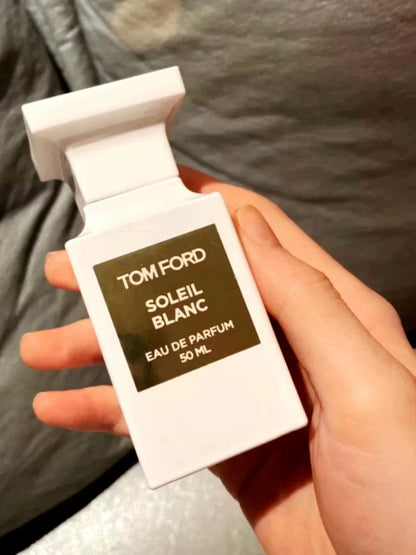 TOM FORD
SOLEIL
BLANC
EAU DE PARFUM
50 ML